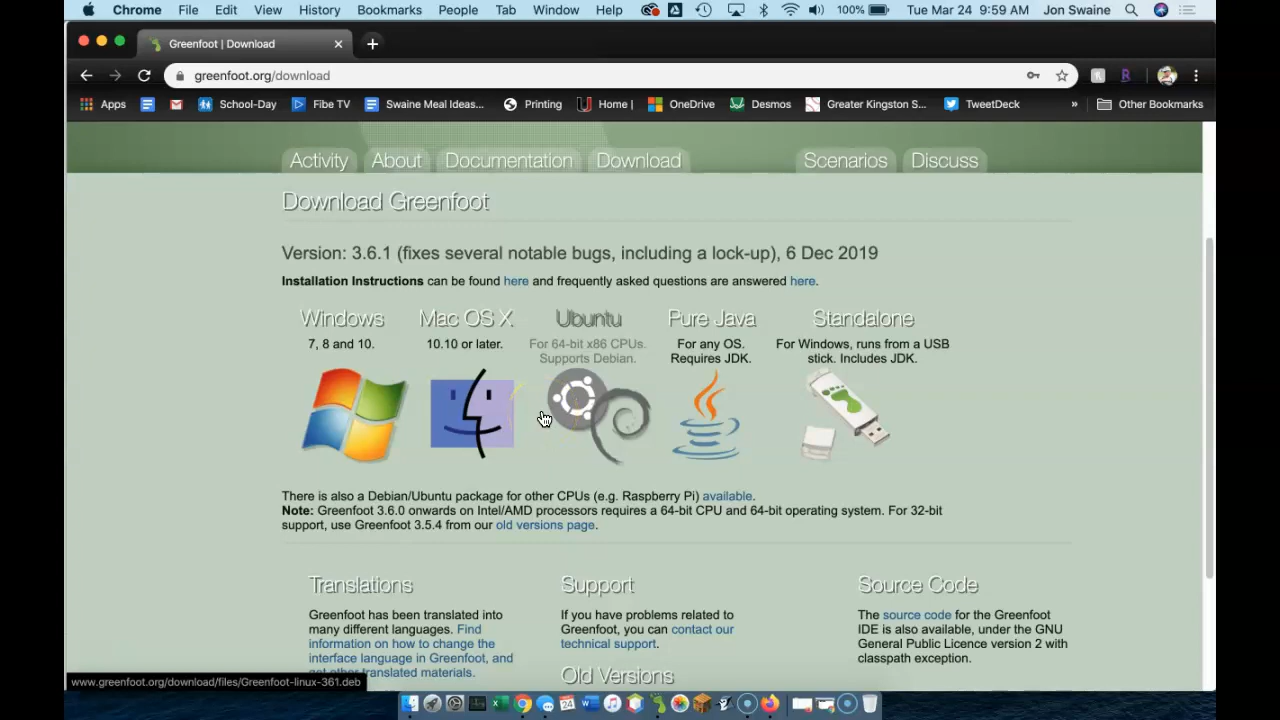 Chrome File Edit View History Bookmarks People Tab Window Help 100% Tue Mar 24 9:59 AM Jon Swaine
Greenfoot | Download
greenfoot.org/download
Apps School-Day Fibe TV Swaine Meal Ideas... Printing Home | OneDrive Desmos Greater Kingston S... TweetDeck » Other Bookmarks
Activity About Documentation Download Scenarios Discuss
Download Greenfoot
Version: 3.6.1 (fixes several notable bugs, including a lock-up), 6 Dec 2019
Installation Instructions can be found here and frequently asked questions are answered here.
Windows
7, 8 and 10.
Mac OS X
10.10 or later.
Ubuntu
For 64-bit x86 CPUs.
Supports Debian.
Pure Java
For any OS.
Requires JDK.
Standalone
For Windows, runs from a USB
stick. Includes JDK.
There is also a Debian/Ubuntu package for other CPUs (e.g. Raspberry Pi) available.
Note: Greenfoot 3.6.0 onwards on Intel/AMD processors requires a 64-bit CPU and 64-bit operating system. For 32-bit
support, use Greenfoot 3.5.4 from our old versions page.
Translations
Greenfoot has been translated into
many different languages. Find
information on how to change the
interface language in Greenfoot, and
get other translated materials.
Support
If you have problems related to
Greenfoot, you can contact our
technical support.
Old Versions
Source Code
The source code for the Greenfoot
IDE is also available, under the GNU
General Public Licence version 2 with
classpath exception.
www.greenfoot.org/download/files/Greenfoot-linux-361.deb